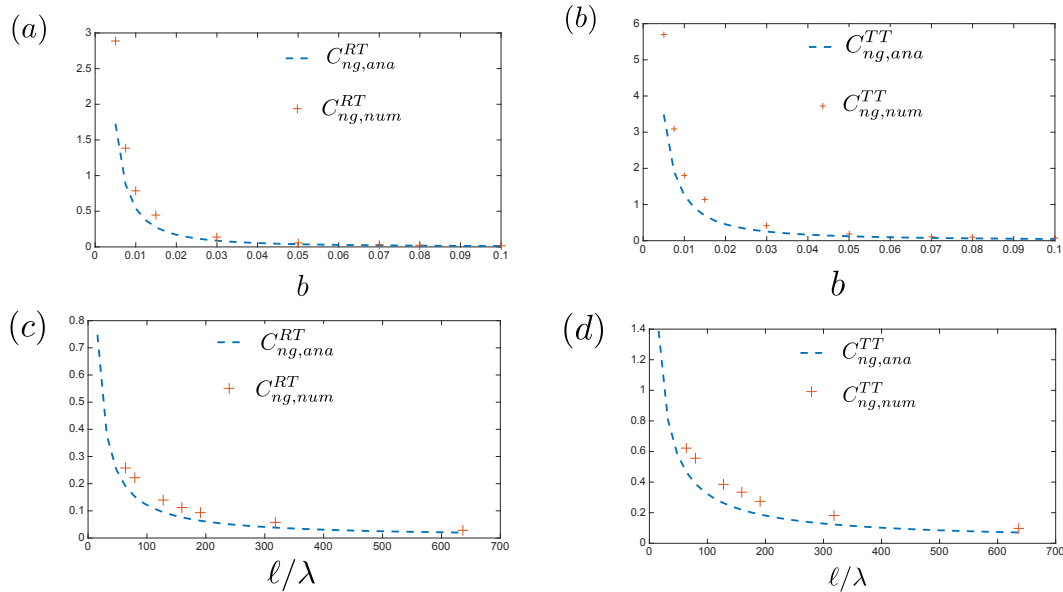 (a)
3
2.5
2
1.5
1
0.5
0
0 0.01 0.02 0.03 0.04 0.05 0.06 0.07 0.08 0.09 0.1
b
C^{RT}_{ng,ana}
C^{RT}_{ng,num}
(b)
6
5
4
3
2
1
0
0.01 0.02 0.03 0.04 0.05 0.06 0.07 0.08 0.09 0.1
b
C^{TT}_{ng,ana}
C^{TT}_{ng,num}
(c)
0.8
0.7
0.6
0.5
0.4
0.3
0.2
0.1
0
0 100 200 300 400 500 600 700
ℓ/λ
C^{RT}_{ng,ana}
C^{RT}_{ng,num}
(d)
1.4
1.2
1
0.8
0.6
0.4
0.2
0
0 100 200 300 400 500 600 700
ℓ/λ
C^{TT}_{ng,ana}
C^{TT}_{ng,num}